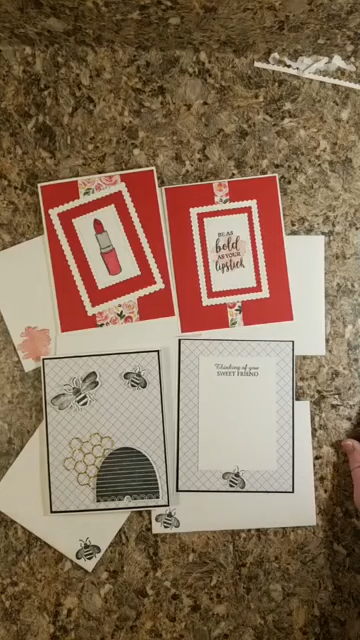 BE AS
bold
AS YOUR
lipstick
Thinking of you
SWEET FRIEND